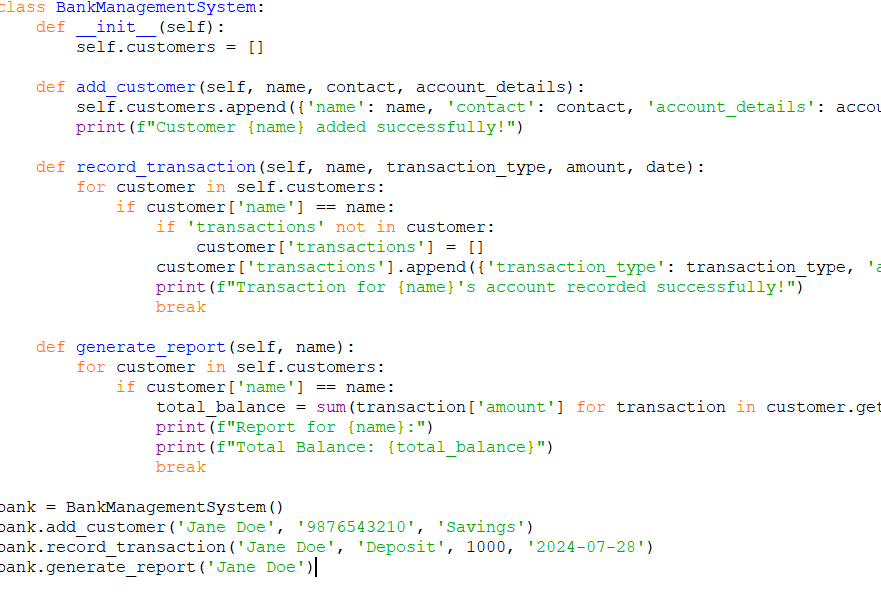 class BankManagementSystem:
    def __init__(self):
        self.customers = []

    def add_customer(self, name, contact, account_details):
        self.customers.append({'name': name, 'contact': contact, 'account_details': accou
        print(f"Customer {name} added successfully!")

    def record_transaction(self, name, transaction_type, amount, date):
        for customer in self.customers:
            if customer['name'] == name:
                if 'transactions' not in customer:
                    customer['transactions'] = []
                customer['transactions'].append({'transaction_type': transaction_type, 'a
                print(f"Transaction for {name}'s account recorded successfully!")
                break

    def generate_report(self, name):
        for customer in self.customers:
            if customer['name'] == name:
                total_balance = sum(transaction['amount'] for transaction in customer.get
                print(f"Report for {name}:")
                print(f"Total Balance: {total_balance}")
                break

bank = BankManagementSystem()
bank.add_customer('Jane Doe', '9876543210', 'Savings')
bank.record_transaction('Jane Doe', 'Deposit', 1000, '2024-07-28')
bank.generate_report('Jane Doe')